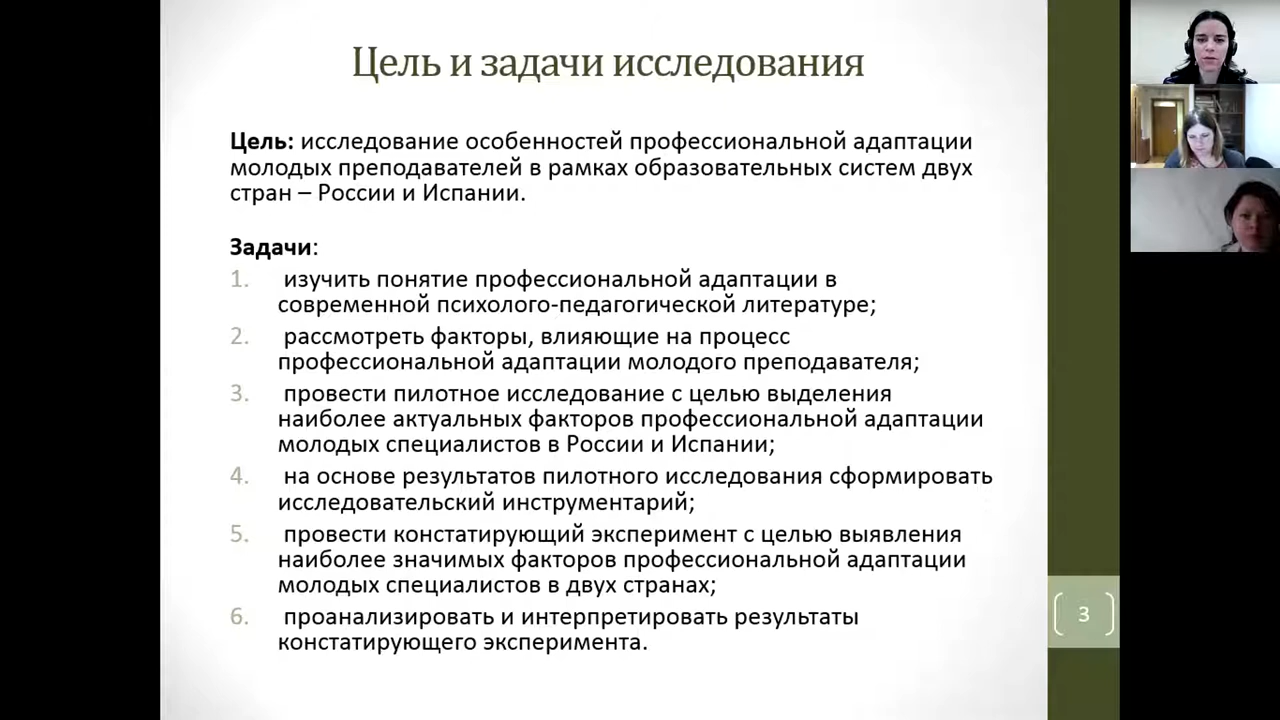 Цель и задачи исследования
Цель: исследование особенностей профессиональной адаптации
молодых преподавателей в рамках образовательных систем двух
стран – России и Испании.
Задачи:
1. изучить понятие профессиональной адаптации в
современной психолого-педагогической литературе;
2. рассмотреть факторы, влияющие на процесс
профессиональной адаптации молодого преподавателя;
3. провести пилотное исследование с целью выделения
наиболее актуальных факторов профессиональной адаптации
молодых специалистов в России и Испании;
4. на основе результатов пилотного исследования сформировать
исследовательский инструментарий;
5. провести констатирующий эксперимент с целью выявления
наиболее значимых факторов профессиональной адаптации
молодых специалистов в двух странах;
6. проанализировать и интерпретировать результаты
констатирующего эксперимента.
3